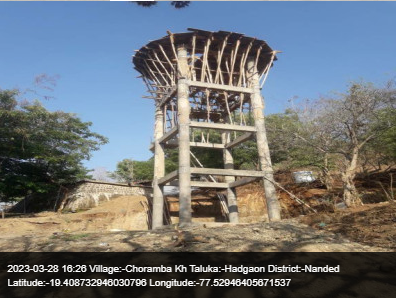 2023-03-28 16:26 Village:-Choramba Kh Taluka:-Hadgaon District:-Nanded
Latitude:-19.408732946030796 Longitude:-77.52946405671537